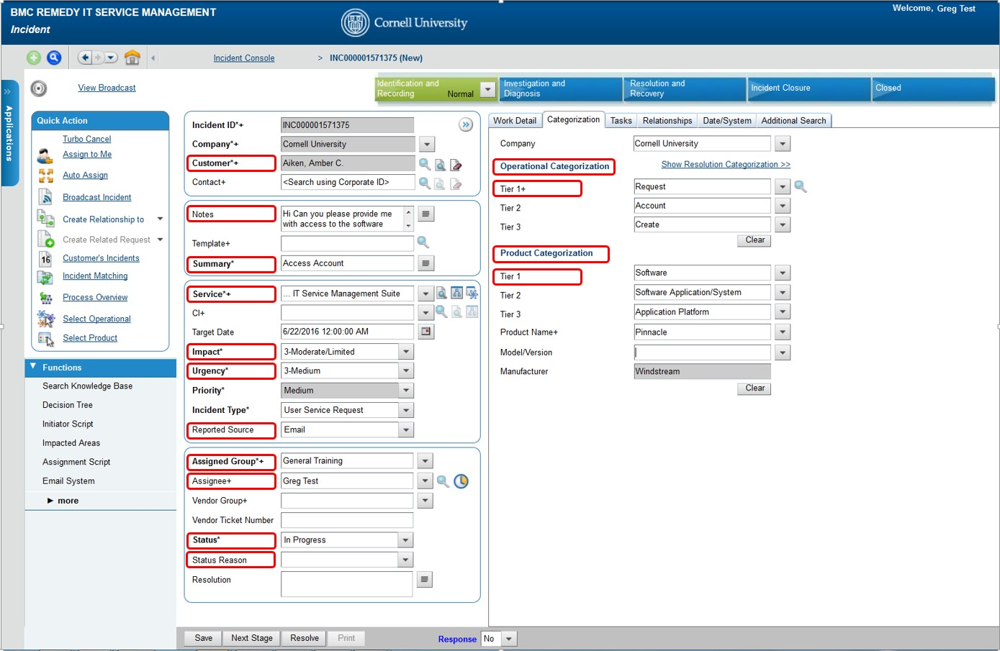 BMC REMEDY IT SERVICE MANAGEMENT
Incident
Cornell University
Welcome, Greg Test
Incident Console
> INC000001571375 (New)
Applications
View Broadcast
Identification and
Recording
Normal
Investigation and
Diagnosis
Resolution and
Recovery
Incident Closure
Closed
Quick Action
Turbo Cancel
Assign to Me
Auto Assign
Broadcast Incident
Create Relationship to
Create Related Request
16 Customer's Incidents
Incident Matching
Process Overview
Select Operational
Select Product
Functions
Search Knowledge Base
Decision Tree
Initiator Script
Impacted Areas
Assignment Script
Email System
more
Incident ID*+ INC000001571375
Company*+ Cornell University
Customer*+ Aiken, Amber C.
Contact+ <Search using Corporate ID>
Notes Hi Can you please provide me
with access to the software
Template+
Summary* Access Account
Service*+ ... IT Service Management Suite
CI+
Target Date 6/22/2016 12:00:00 AM
Impact* 3-Moderate/Limited
Urgency* 3-Medium
Priority* Medium
Incident Type* User Service Request
Reported Source Email
Assigned Group*+ General Training
Assignee+ Greg Test
Vendor Group+
Vendor Ticket Number
Status* In Progress
Status Reason
Resolution
Work Detail Categorization Tasks Relationships Date/System Additional Search
Company Cornell University
Operational Categorization Show Resolution Categorization >>
Tier 1+ Request
Tier 2 Account
Tier 3 Create
Clear
Product Categorization
Tier 1 Software
Tier 2 Software Application/System
Tier 3 Application Platform
Product Name+ Pinnacle
Model/Version
Manufacturer Windstream
Clear
Save Next Stage Resolve Print Response No